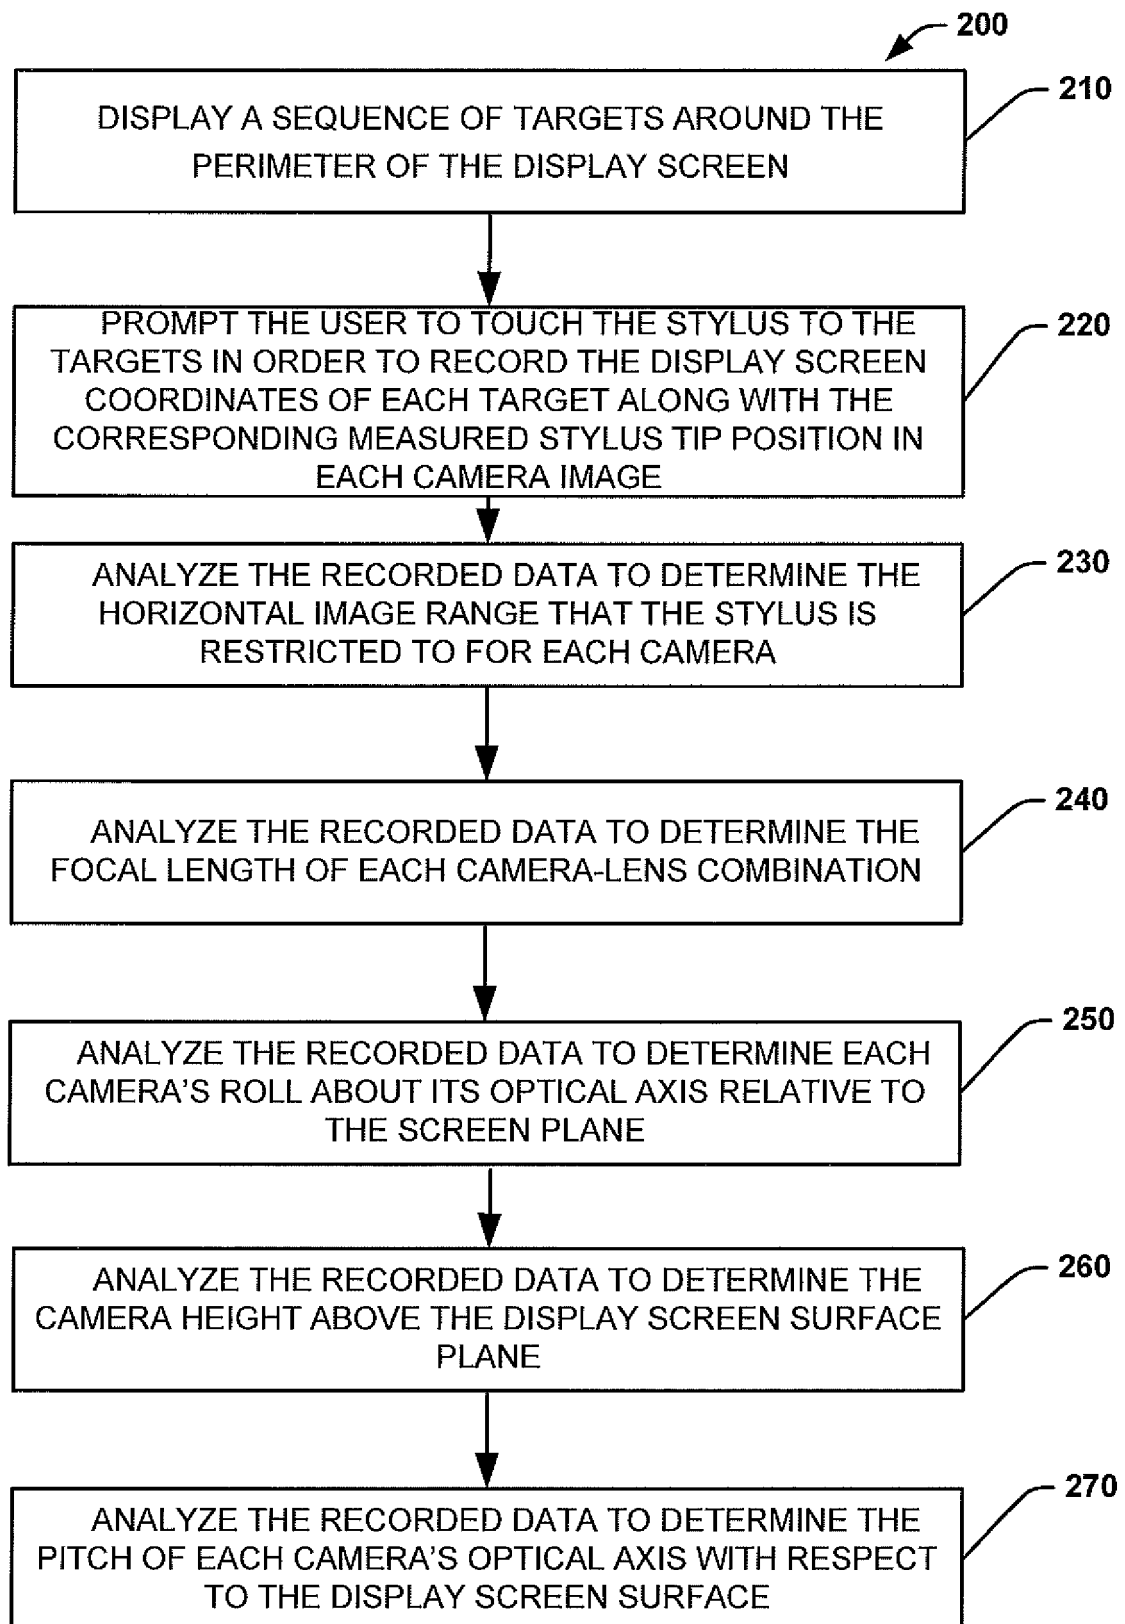 200
210
DISPLAY A SEQUENCE OF TARGETS AROUND THE
PERIMETER OF THE DISPLAY SCREEN
220
PROMPT THE USER TO TOUCH THE STYLUS TO THE
TARGETS IN ORDER TO RECORD THE DISPLAY SCREEN
COORDINATES OF EACH TARGET ALONG WITH THE
CORRESPONDING MEASURED STYLUS TIP POSITION IN
EACH CAMERA IMAGE
230
ANALYZE THE RECORDED DATA TO DETERMINE THE
HORIZONTAL IMAGE RANGE THAT THE STYLUS IS
RESTRICTED TO FOR EACH CAMERA
240
ANALYZE THE RECORDED DATA TO DETERMINE THE
FOCAL LENGTH OF EACH CAMERA-LENS COMBINATION
250
ANALYZE THE RECORDED DATA TO DETERMINE EACH
CAMERA'S ROLL ABOUT ITS OPTICAL AXIS RELATIVE TO
THE SCREEN PLANE
260
ANALYZE THE RECORDED DATA TO DETERMINE THE
CAMERA HEIGHT ABOVE THE DISPLAY SCREEN SURFACE
PLANE
270
ANALYZE THE RECORDED DATA TO DETERMINE THE
PITCH OF EACH CAMERA'S OPTICAL AXIS WITH RESPECT
TO THE DISPLAY SCREEN SURFACE